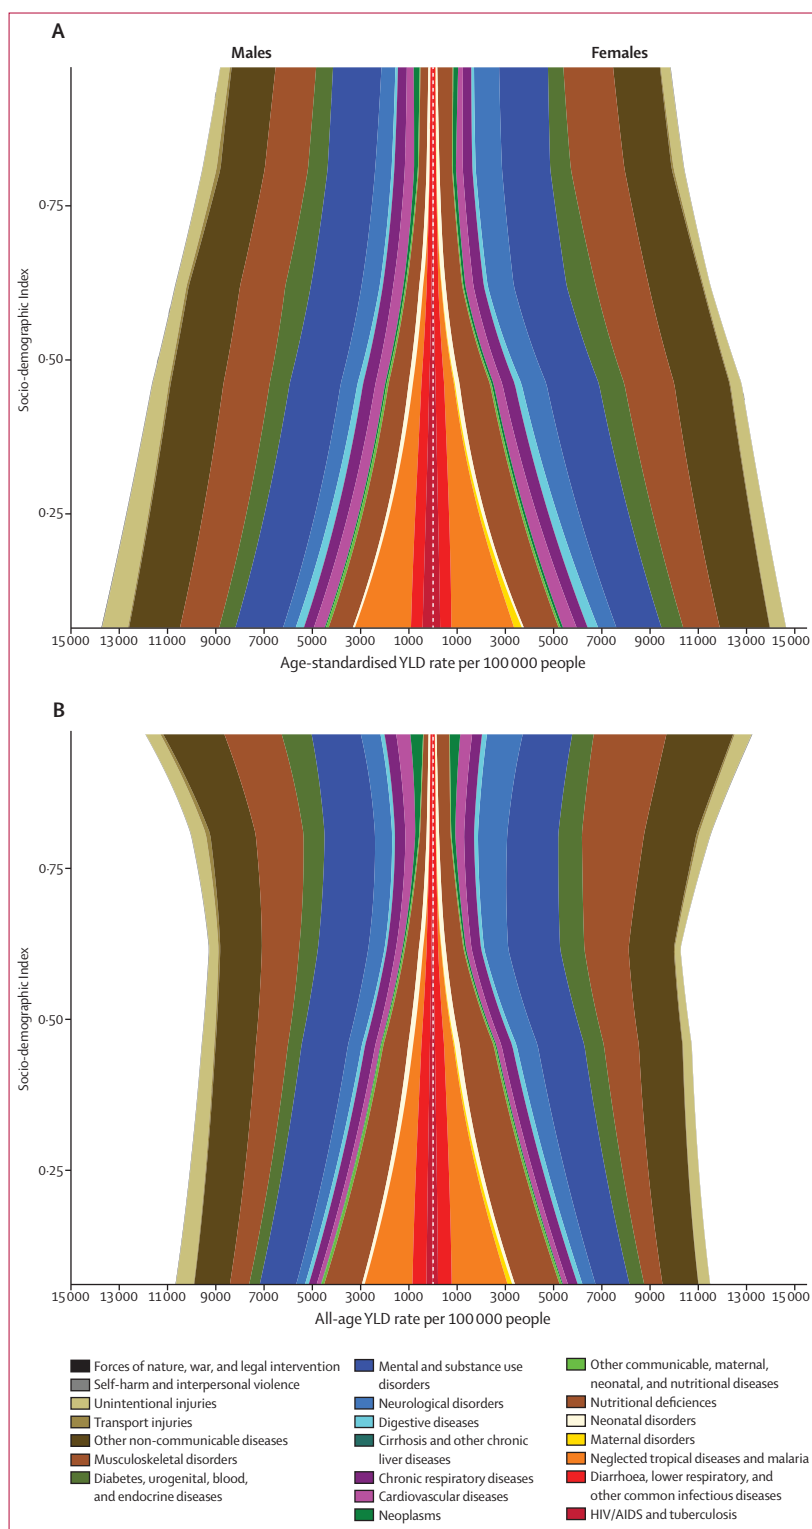 A
Males
Females
0·75
0·50
0·25
Socio-demographic Index
15 000 13 000 11 000 9000 7000 5000 3000 1000 1000 3000 5000 7000 9000 11 000 13 000 15 000
Age-standardised YLD rate per 100 000 people
B
0·75
0·50
0·25
Socio-demographic Index
15 000 13 000 11 000 9000 7000 5000 3000 1000 1000 3000 5000 7000 9000 11 000 13 000 15 000
All-age YLD rate per 100 000 people
Forces of nature, war, and legal intervention
Self-harm and interpersonal violence
Unintentional injuries
Transport injuries
Other non-communicable diseases
Musculoskeletal disorders
Diabetes, urogenital, blood,
and endocrine diseases
Mental and substance use
disorders
Neurological disorders
Digestive diseases
Cirrhosis and other chronic
liver diseases
Chronic respiratory diseases
Cardiovascular diseases
Neoplasms
Other communicable, maternal,
neonatal, and nutritional diseases
Nutritional deficiences
Neonatal disorders
Maternal disorders
Neglected tropical diseases and malaria
Diarrhoea, lower respiratory, and
other common infectious diseases
HIV/AIDS and tuberculosis